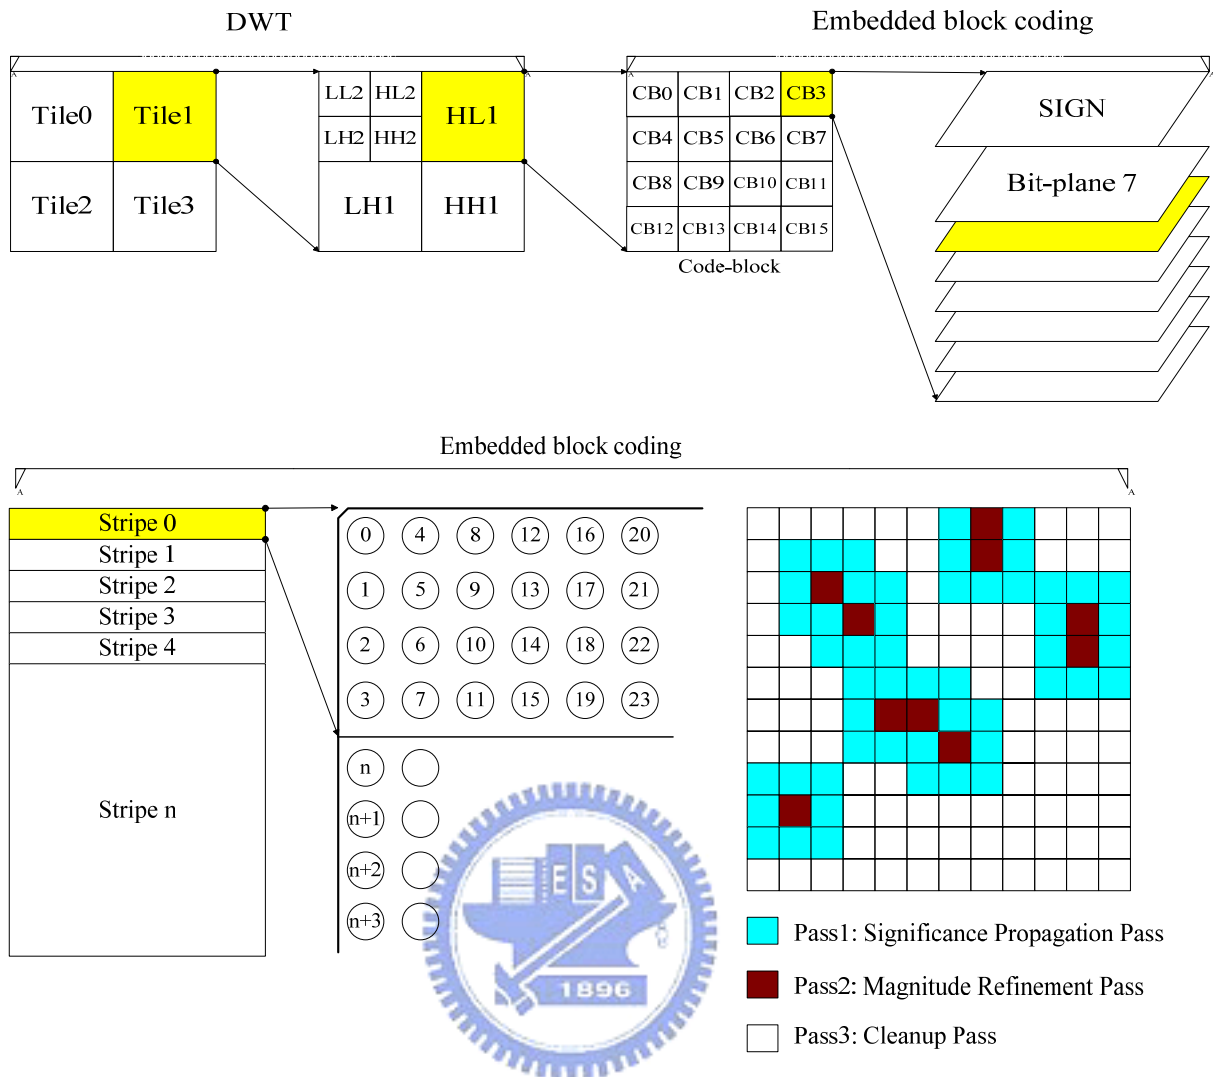 DWT
Embedded block coding
Tile0 Tile1
Tile2 Tile3
LL2 HL2 HL1
LH2 HH2
LH1 HH1
CB0 CB1 CB2 CB3
CB4 CB5 CB6 CB7
CB8 CB9 CB10 CB11
CB12 CB13 CB14 CB15
Code-block
SIGN
Bit-plane 7
Embedded block coding
A A
Stripe 0
Stripe 1
Stripe 2
Stripe 3
Stripe 4
Stripe n
0 4 8 12 16 20
1 5 9 13 17 21
2 6 10 14 18 22
3 7 11 15 19 23
n
n+1
n+2
n+3
E S A
1896
Pass1: Significance Propagation Pass
Pass2: Magnitude Refinement Pass
Pass3: Cleanup Pass